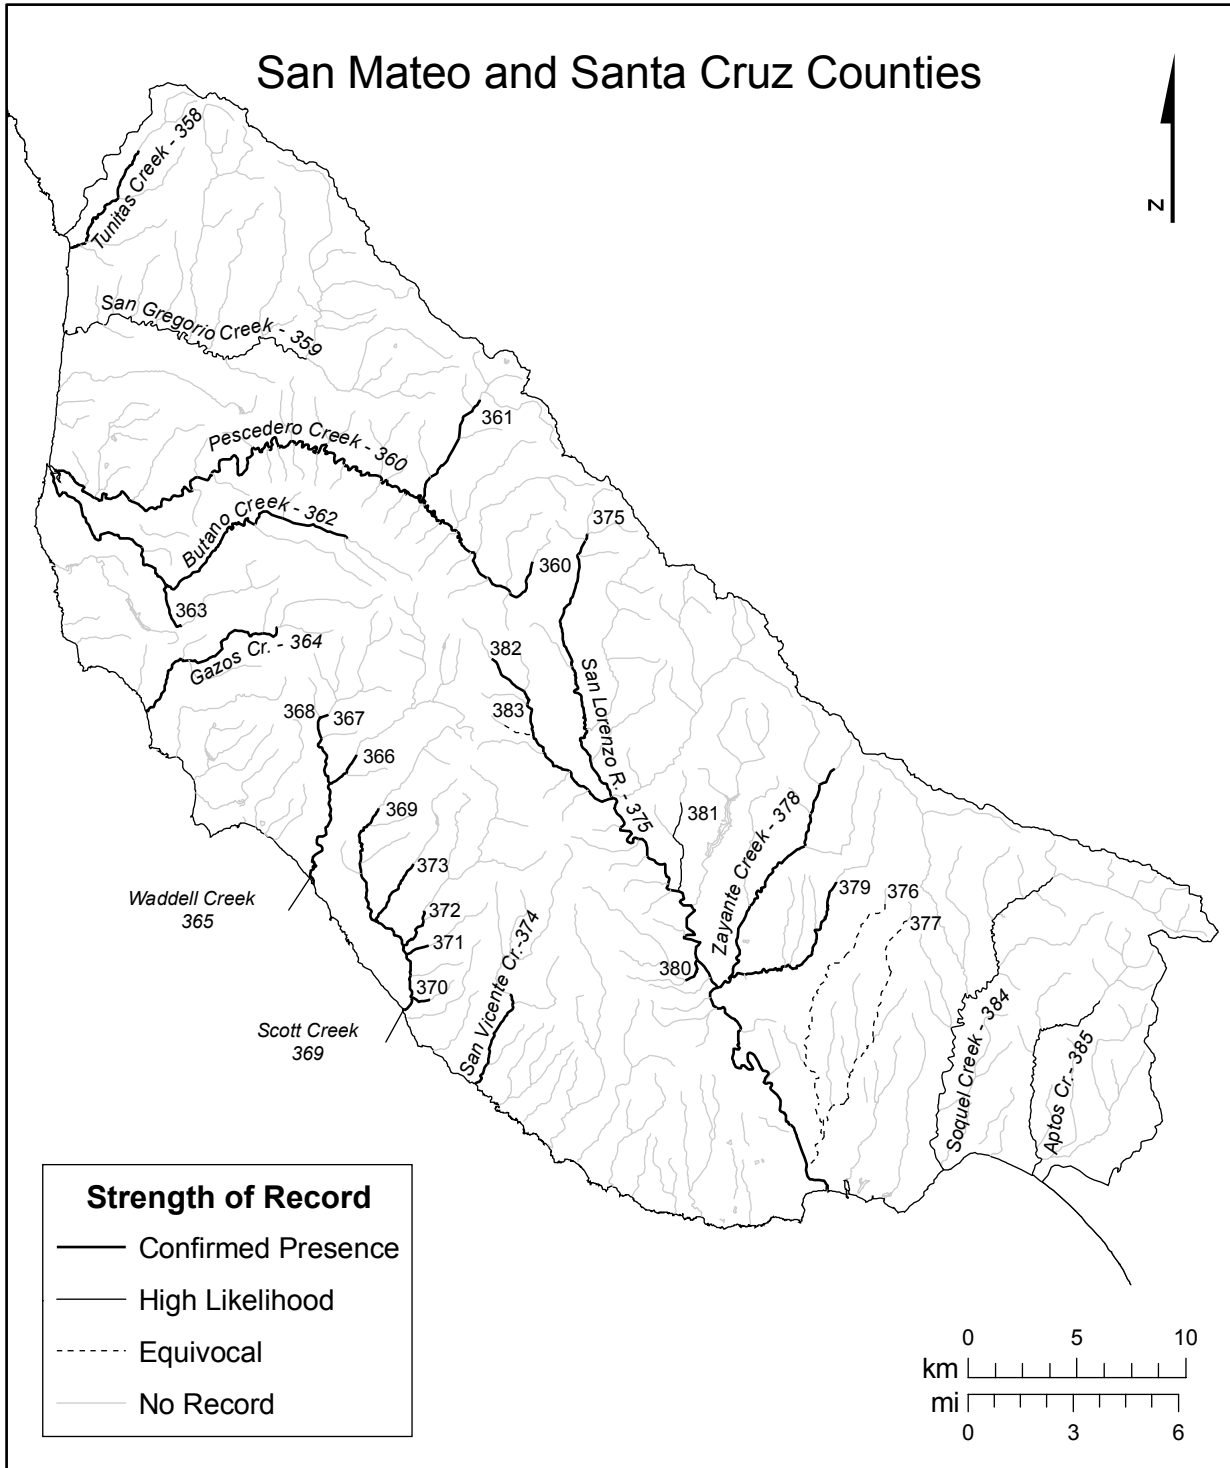 San Mateo and Santa Cruz Counties
N
Tunitas Creek - 358
San Gregorio Creek - 359
361
Pescedero Creek - 360
375
Butano Creek - 362
360
363
Gazos Cr. - 364
382
San Lorenzo R. - 375
368
367
383
366
381
369
Zayante Creek - 378
373
379
376
Waddell Creek
365
372
377
San Vicente Cr.-374
371
380
370
Soquel Creek - 384
Scott Creek
369
Aptos Cr.- 385
Strength of Record
Confirmed Presence
High Likelihood
Equivocal
No Record
0 5 10
km
mi
0 3 6